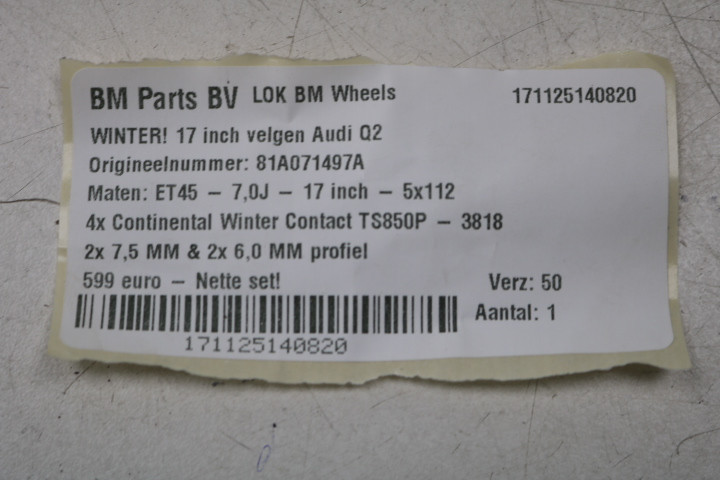 BM Parts BV LOK BM Wheels 171125140820
WINTER! 17 inch velgen Audi Q2
Origineelnummer: 81A071497A
Maten: ET45 – 7,0J – 17 inch – 5x112
4x Continental Winter Contact TS850P – 3818
2x 7,5 MM & 2x 6,0 MM profiel
599 euro – Nette set! Verz: 50
Aantal: 1
171125140820